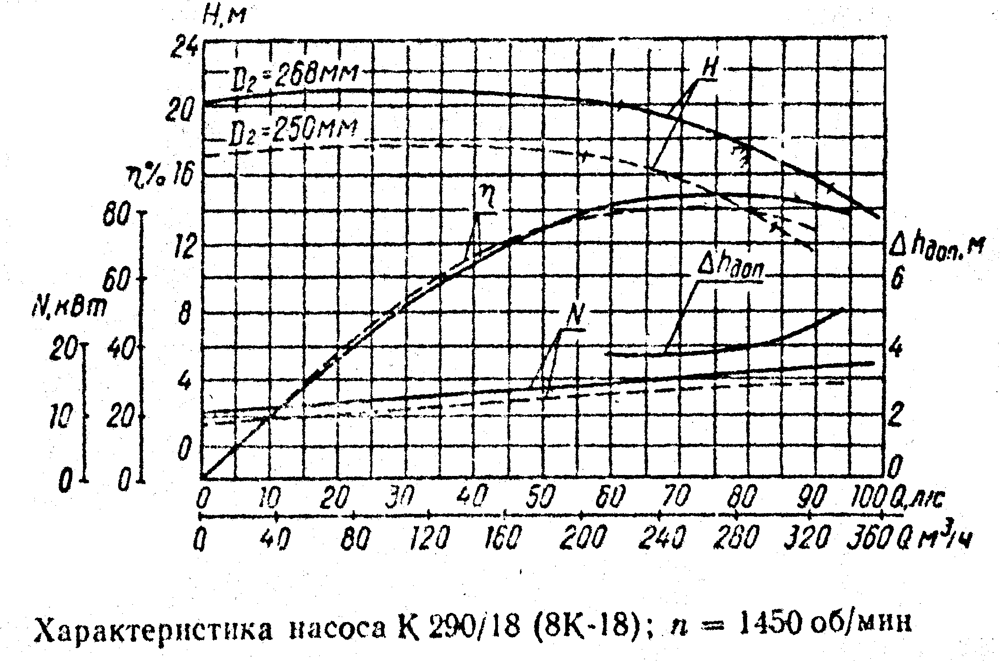 H,м
24
D₂=268мм
H
20
D₂=250мм
η% 16
η
80
12
Δhдоп.м
Δhдоп
60
6
N,кВт
8
N
20
40
4
4
10
20
2
0
0
0
0
0 10 20 30 40 50 60 70 80 90 100 Q,л/с
0 40 80 120 160 200 240 280 320 360 Q м³/ч
Характеристика насоса К 290/18 (8К-18); n = 1450 об/мин